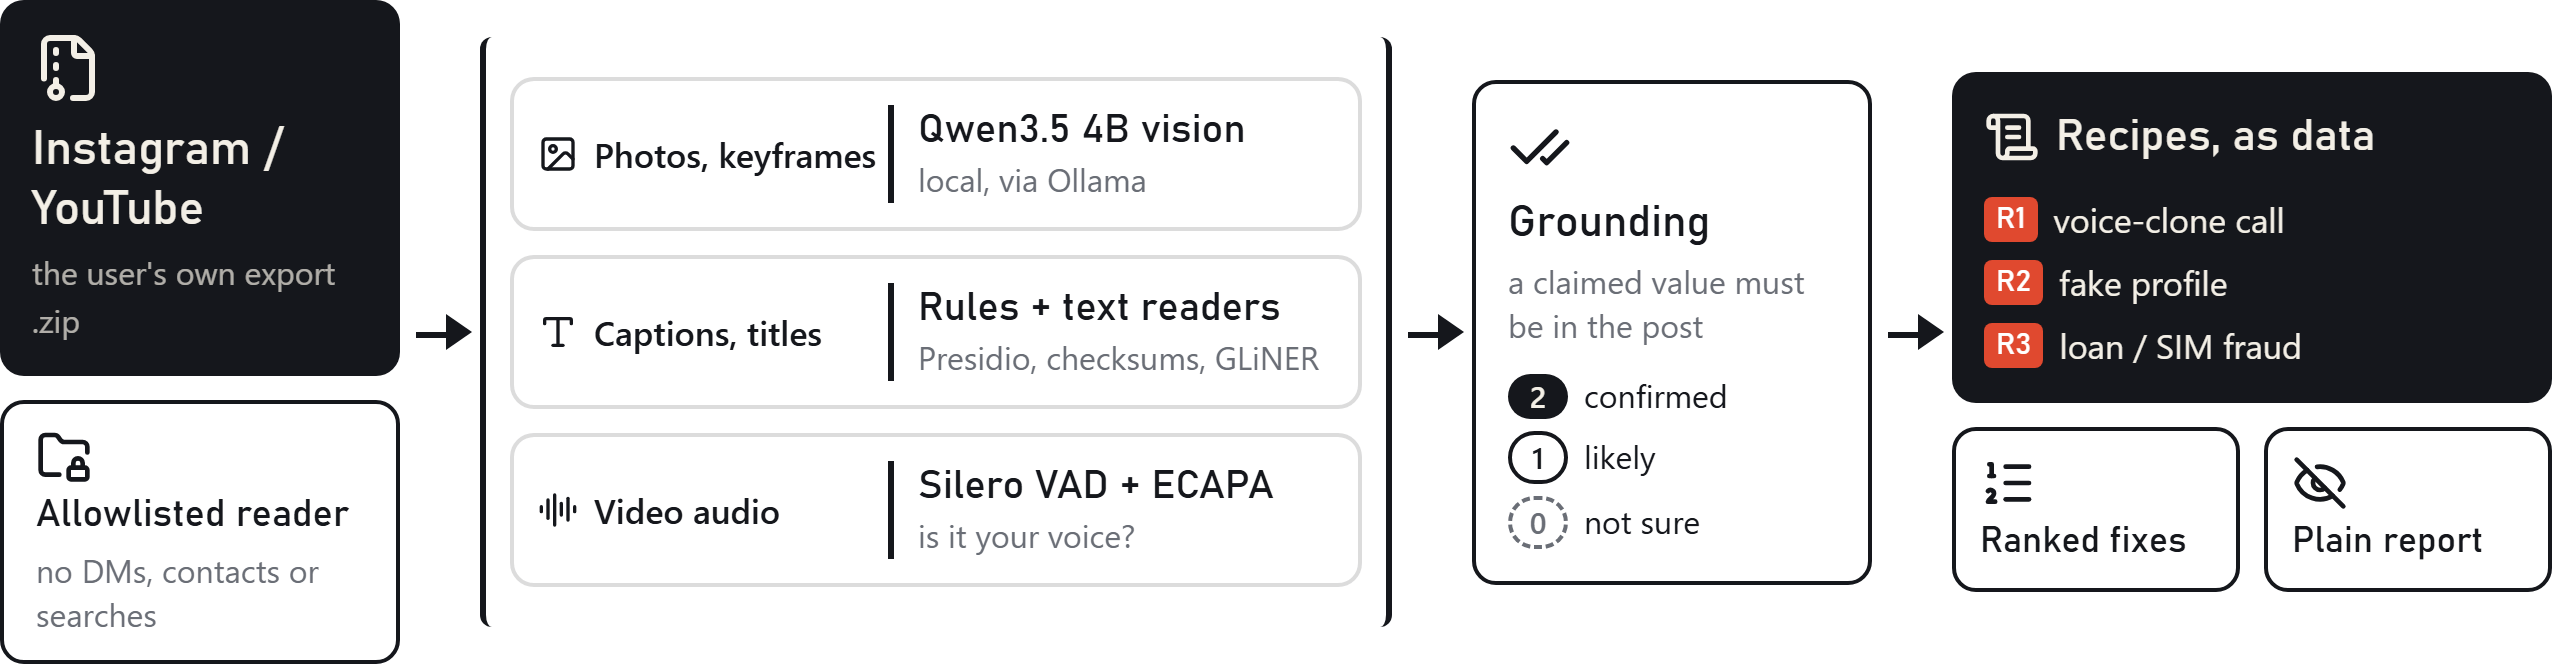 Instagram /
YouTube
the user's own export
.zip
Allowlisted reader
no DMs, contacts or
searches
Photos, keyframes
Qwen3.5 4B vision
local, via Ollama
Captions, titles
Rules + text readers
Presidio, checksums, GLiNER
Video audio
Silero VAD + ECAPA
is it your voice?
Grounding
a claimed value must
be in the post
2 confirmed
1 likely
0 not sure
Recipes, as data
R1 voice-clone call
R2 fake profile
R3 loan / SIM fraud
Ranked fixes
Plain report